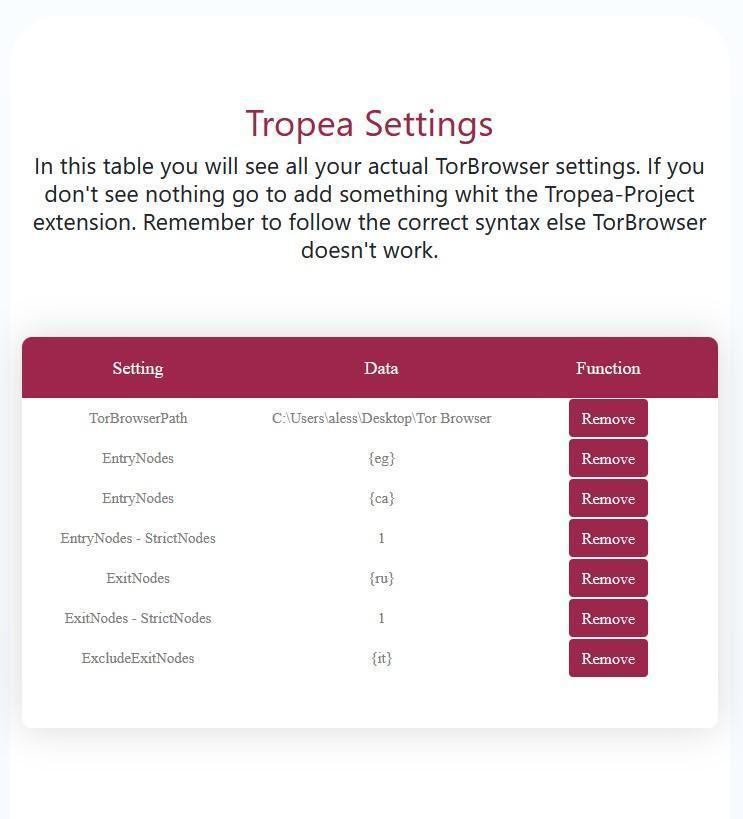 Tropea Settings
In this table you will see all your actual TorBrowser settings. If you
don't see nothing go to add something whit the Tropea-Project
extension. Remember to follow the correct syntax else TorBrowser
doesn't work.
Setting Data Function
TorBrowserPath C:\Users\aless\Desktop\Tor Browser Remove
EntryNodes {eg} Remove
EntryNodes {ca} Remove
EntryNodes - StrictNodes 1 Remove
ExitNodes {ru} Remove
ExitNodes - StrictNodes 1 Remove
ExcludeExitNodes {it} Remove